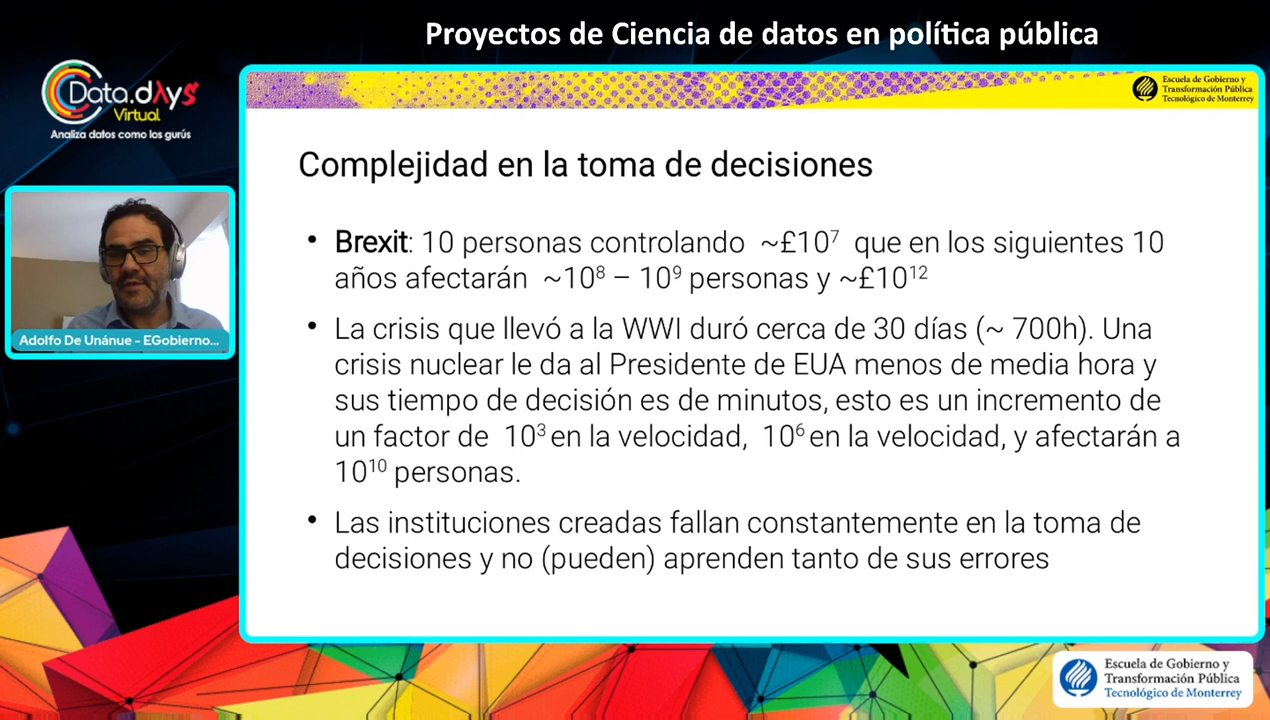 Proyectos de Ciencia de datos en política pública
Data.dAys
Virtual
Analiza datos como los gurús
Escuela de Gobierno y
Transformación Pública
Tecnológico de Monterrey
Complejidad en la toma de decisiones
• Brexit: 10 personas controlando ~£10⁷ que en los siguientes 10
años afectarán ~10⁸ – 10⁹ personas y ~£10¹²
• La crisis que llevó a la WWI duró cerca de 30 días (~ 700h). Una
crisis nuclear le da al Presidente de EUA menos de media hora y
sus tiempo de decisión es de minutos, esto es un incremento de
un factor de 10³ en la velocidad, 10⁶ en la velocidad, y afectarán a
10¹⁰ personas.
• Las instituciones creadas fallan constantemente en la toma de
decisiones y no (pueden) aprenden tanto de sus errores
Adolfo De Unánue - EGobierno...
Escuela de Gobierno y
Transformación Pública
Tecnológico de Monterrey